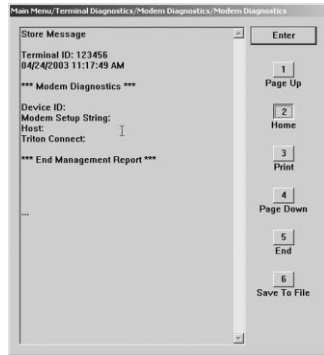 Main Menu/Terminal Diagnostics/Modem Diagnostics/Modem Diagnostics
Store Message
Terminal ID: 123456
04/24/2003 11:17:49 AM
*** Modem Diagnostics ***
Device ID:
Modem Setup String:
Host:
Triton Connect:
*** End Management Report ***
...
Enter
1
Page Up
2
Home
3
Print
4
Page Down
5
End
6
Save To File